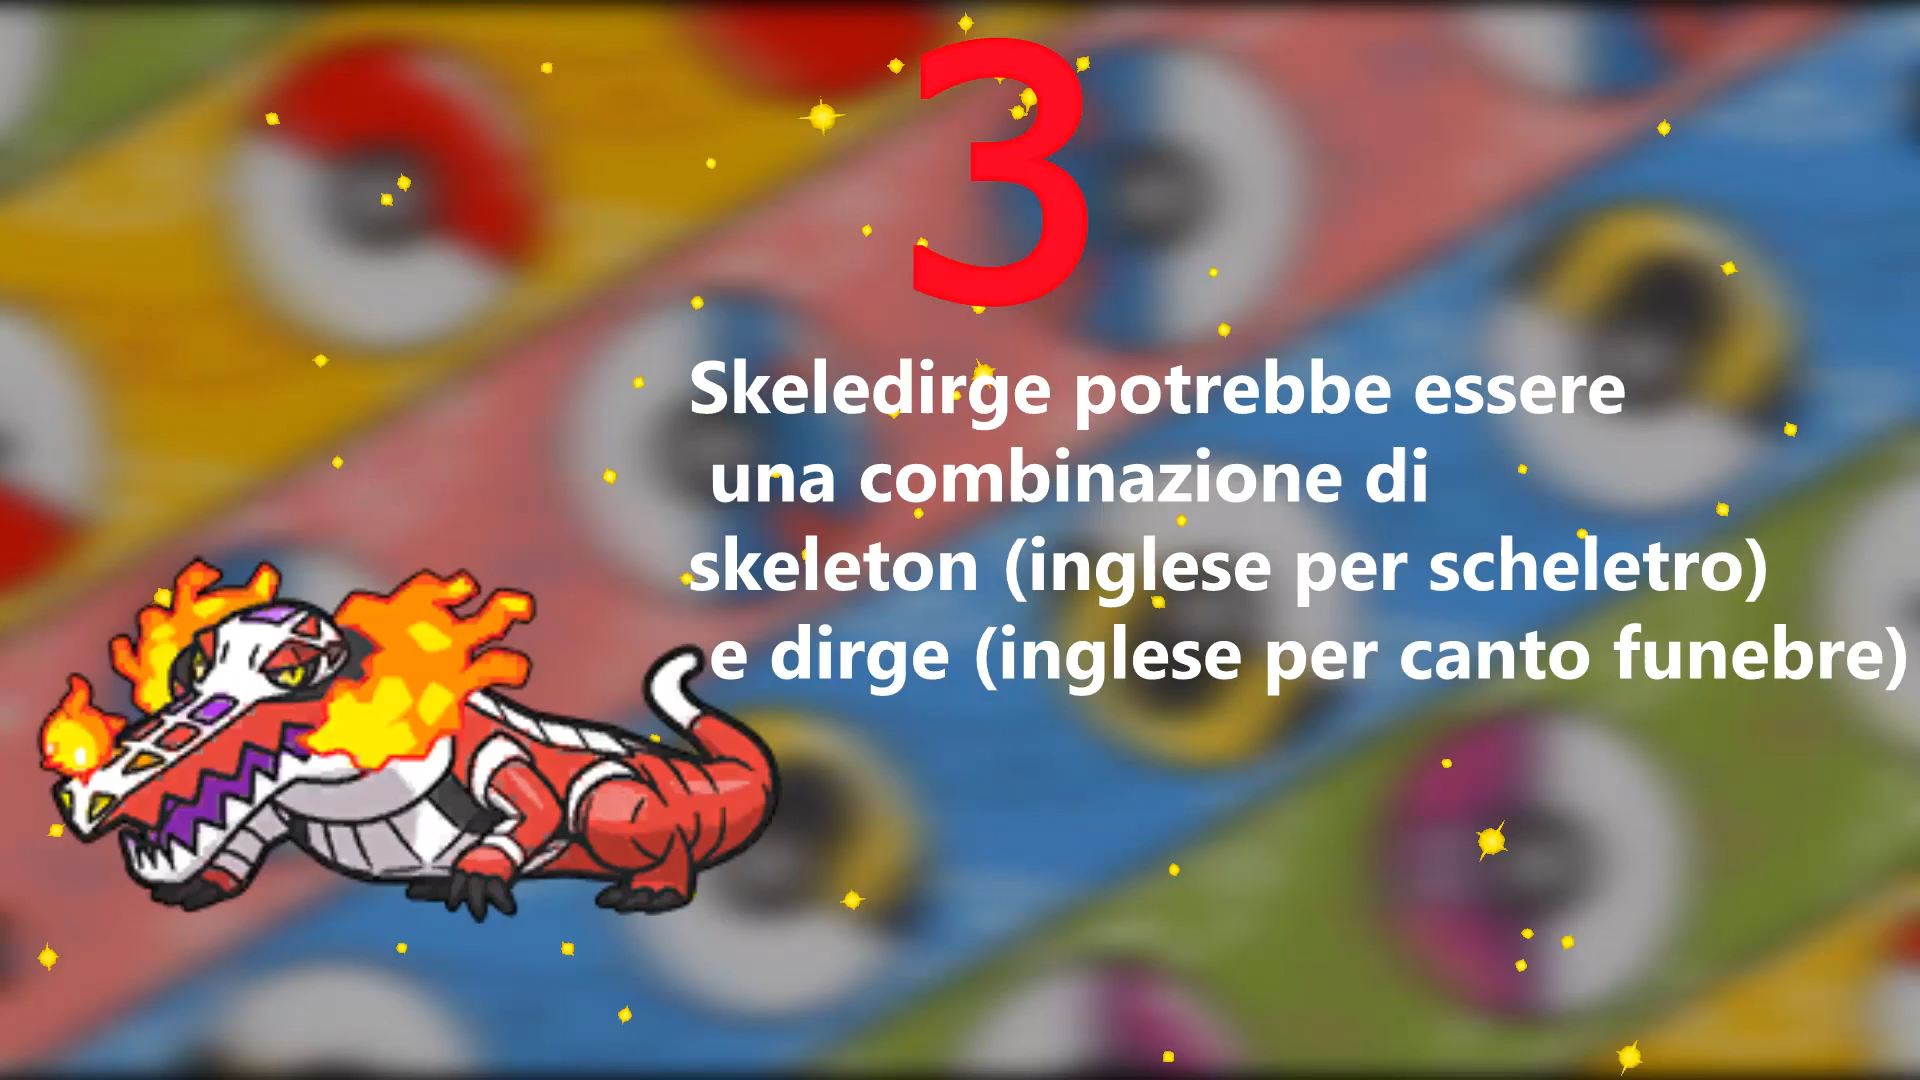 3
Skeledirge potrebbe essere
una combinazione di
skeleton (inglese per scheletro)
e dirge (inglese per canto funebre)